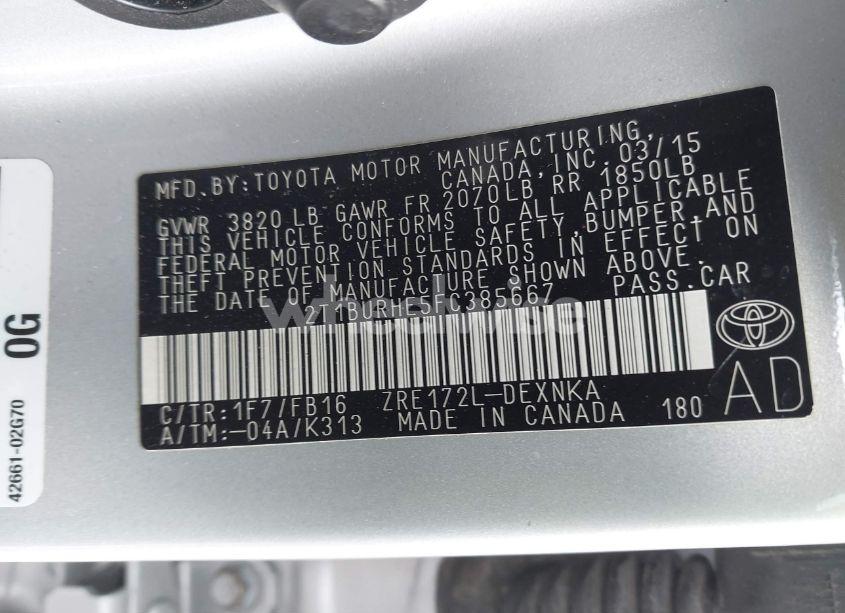 MFD. BY: TOYOTA MOTOR MANUFACTURING,
CANADA, INC. 03/15
GVWR 3820 LB GAWR FR 2070LB, RR 1850LB
THIS VEHICLE CONFORMS TO ALL APPLICABLE
FEDERAL MOTOR VEHICLE SAFETY, BUMPER, AND
THEFT PREVENTION STANDARDS IN EFFECT ON
THE DATE OF MANUFACTURE SHOWN ABOVE.
2T1BURHE5FC385667 PASS. CAR
C/TR: 1F7/FB16 ZRE172L-DEXNKA
A/TM:-04A/K313 MADE IN CANADA 180
AD
0G
42661-02G70
wheelwise